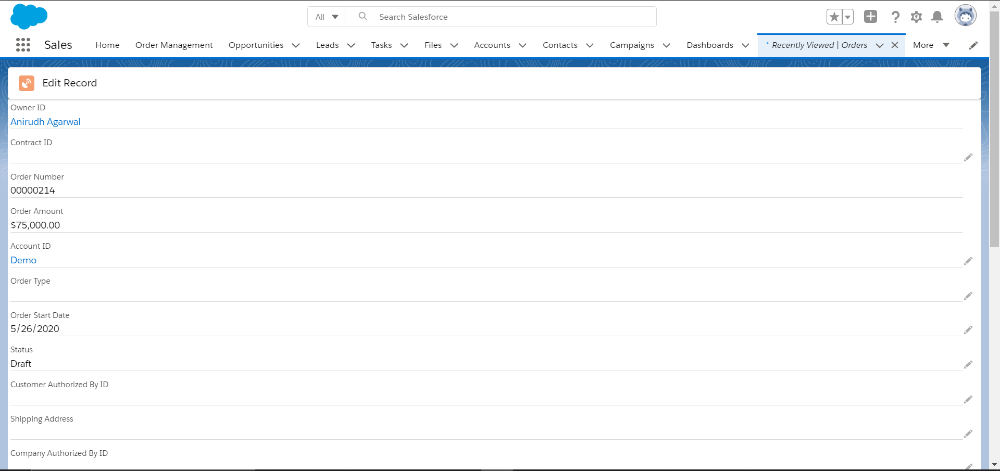 All
Search Salesforce
Sales Home Order Management Opportunities Leads Tasks Files Accounts Contacts Campaigns Dashboards * Recently Viewed | Orders More
Edit Record
Owner ID
Anirudh Agarwal
Contract ID
Order Number
00000214
Order Amount
$75,000.00
Account ID
Demo
Order Type
Order Start Date
5/26/2020
Status
Draft
Customer Authorized By ID
Shipping Address
Company Authorized By ID